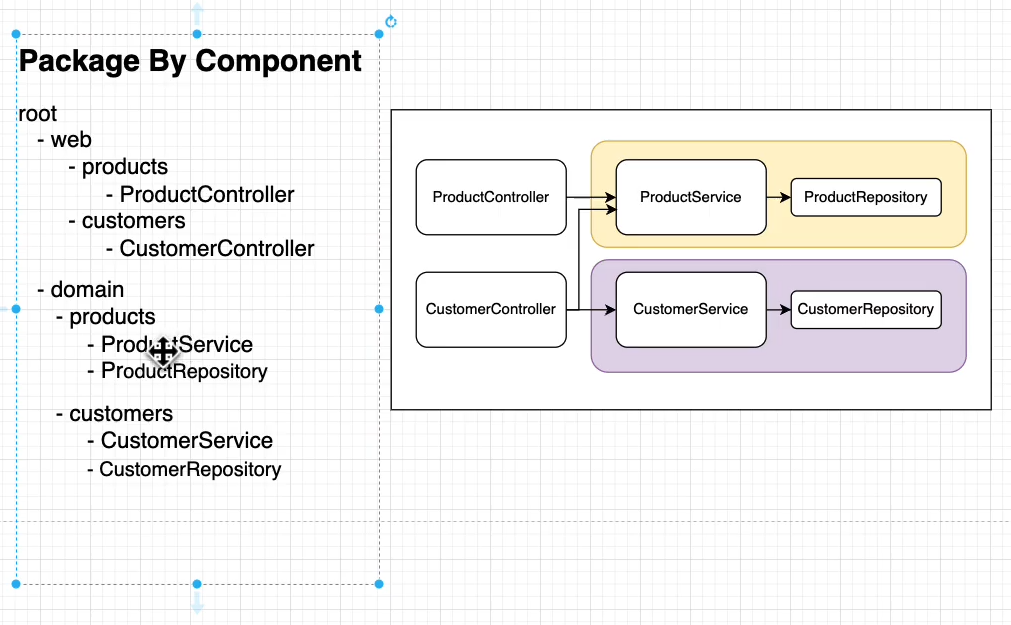 Package By Component
root
- web
- products
- ProductController
- customers
- CustomerController
- domain
- products
- ProductService
- ProductRepository
- customers
- CustomerService
- CustomerRepository
ProductController
ProductService
ProductRepository
CustomerController
CustomerService
CustomerRepository